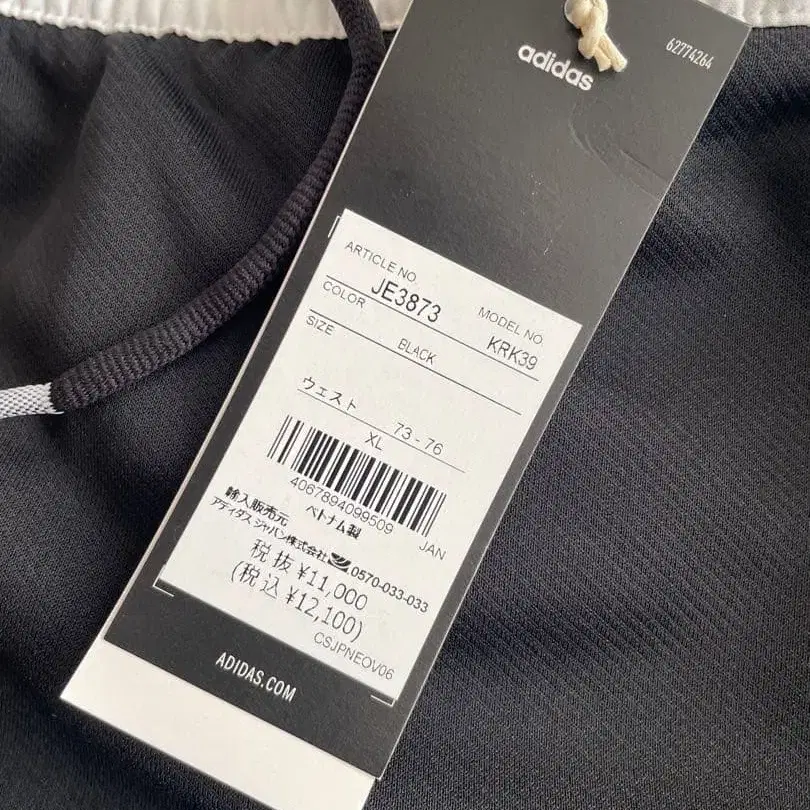 adidas
62774264
ARTICLE NO.
JE3873
MODEL NO.
COLOR
KRK39
BLACK
SIZE
ウェスト 73-76
XL
4067894099509
JAN
ベトナム製
輸入販売元
アディダス ジャパン株式会社 0570-033-033
税抜 ¥11,000
(税込 ¥12,100)
CSJPNEOV06
ADIDAS.COM